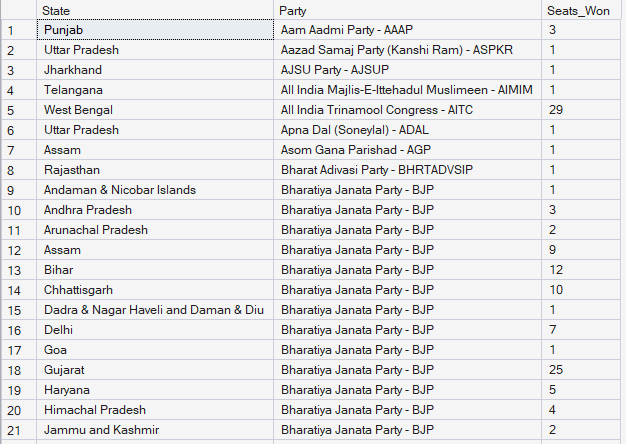 State Party Seats_Won
1 Punjab Aam Aadmi Party - AAAP 3
2 Uttar Pradesh Aazad Samaj Party (Kanshi Ram) - ASPKR 1
3 Jharkhand AJSU Party - AJSUP 1
4 Telangana All India Majlis-E-Ittehadul Muslimeen - AIMIM 1
5 West Bengal All India Trinamool Congress - AITC 29
6 Uttar Pradesh Apna Dal (Soneylal) - ADAL 1
7 Assam Asom Gana Parishad - AGP 1
8 Rajasthan Bharat Adivasi Party - BHRTADVSIP 1
9 Andaman & Nicobar Islands Bharatiya Janata Party - BJP 1
10 Andhra Pradesh Bharatiya Janata Party - BJP 3
11 Arunachal Pradesh Bharatiya Janata Party - BJP 2
12 Assam Bharatiya Janata Party - BJP 9
13 Bihar Bharatiya Janata Party - BJP 12
14 Chhattisgarh Bharatiya Janata Party - BJP 10
15 Dadra & Nagar Haveli and Daman & Diu Bharatiya Janata Party - BJP 1
16 Delhi Bharatiya Janata Party - BJP 7
17 Goa Bharatiya Janata Party - BJP 1
18 Gujarat Bharatiya Janata Party - BJP 25
19 Haryana Bharatiya Janata Party - BJP 5
20 Himachal Pradesh Bharatiya Janata Party - BJP 4
21 Jammu and Kashmir Bharatiya Janata Party - BJP 2